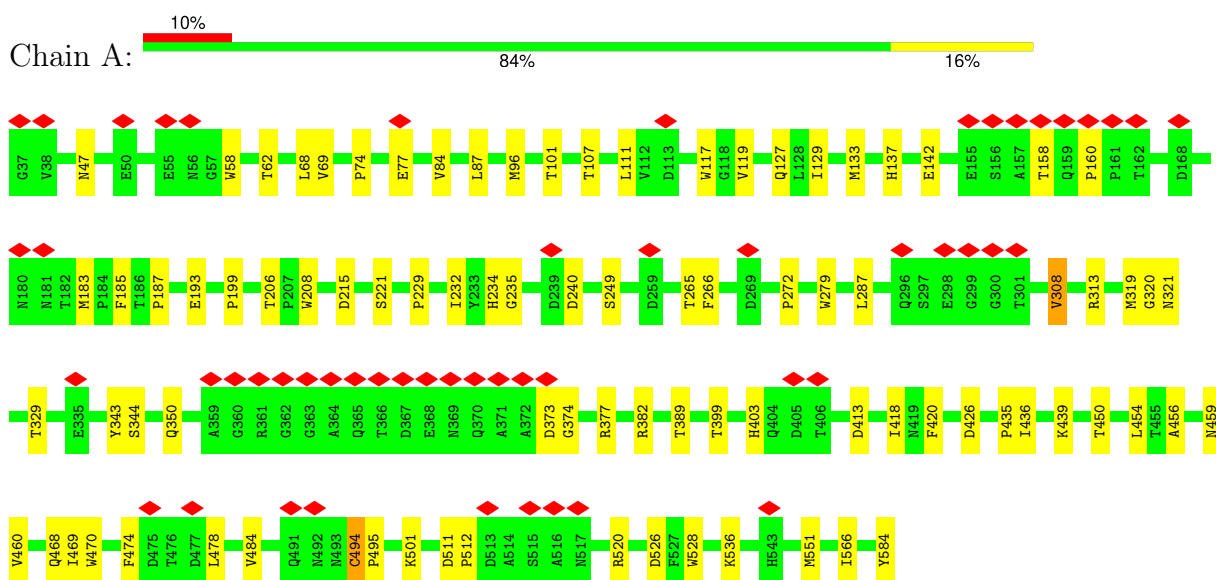 10%
Chain A:
84% 16%
G37 V38 N47 E50 E55 N56 G57 W58 T62 L68 V69 P74 E77 V84 L87 M96 T101 T107 L111 V112 D113 W117 G118 V119 Q127 L128 I129 M133 H137 E142 E155 S156 A157 T158 Q159 P160 P161 T162 D168
N180 N181 T182 M183 P184 F185 T186 P187 E193 P199 T206 P207 W208 D215 S221 P229 I232 Y233 H234 G235 D239 D240 S249 D259 T265 F266 D269 P272 W279 L287 Q296 S297 E298 G299 G300 T301 V308 R313 M319 G320 N321
T329 E335 Y343 S344 Q350 A359 G360 R361 G362 G363 A364 Q365 T366 D367 E368 N369 Q370 A371 A372 D373 G374 R377 R382 T389 T399 H403 Q404 D405 T406 D413 I418 N419 F420 D426 P435 I436 K439 T450 L454 T455 A456 N459
V460 Q468 I469 W470 F474 D475 T476 D477 L478 V484 Q491 N492 N493 C494 P495 K501 D511 P512 D513 A514 S515 A516 N517 R520 D526 F527 W528 K536 H543 M551 I566 Y584